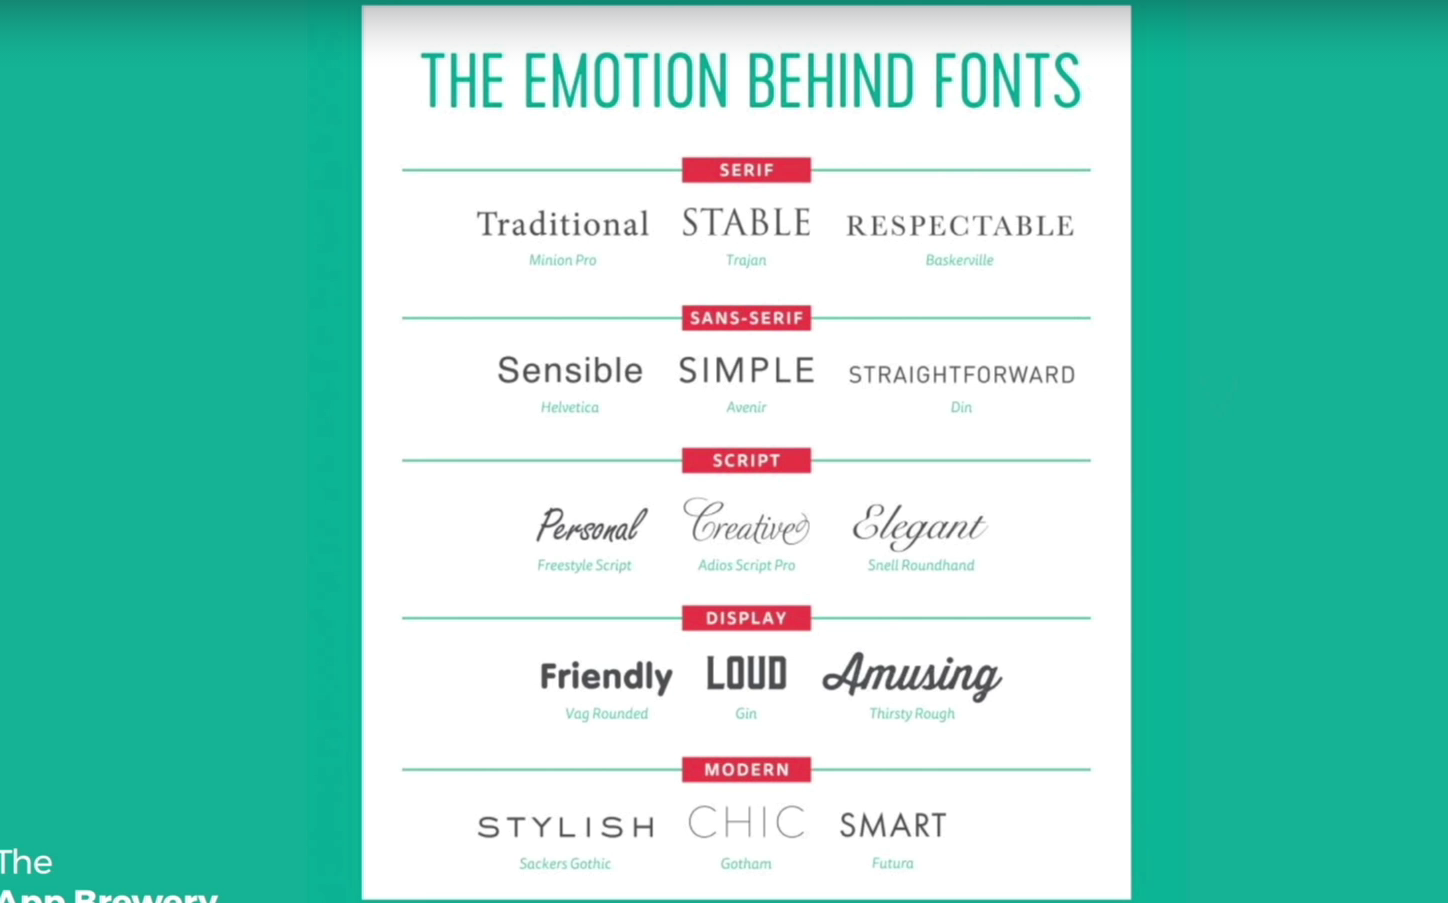 THE EMOTION BEHIND FONTS
SERIF
Traditional STABLE RESPECTABLE
Minion Pro Trajan Baskerville
SANS-SERIF
Sensible SIMPLE STRAIGHTFORWARD
Helvetica Avenir Din
SCRIPT
Personal Creative Elegant
Freestyle Script Adios Script Pro Snell Roundhand
DISPLAY
Friendly LOUD Amusing
Vag Rounded Gin Thirsty Rough
MODERN
STYLISH CHIC SMART
Sackers Gothic Gotham Futura
The
App Brewery